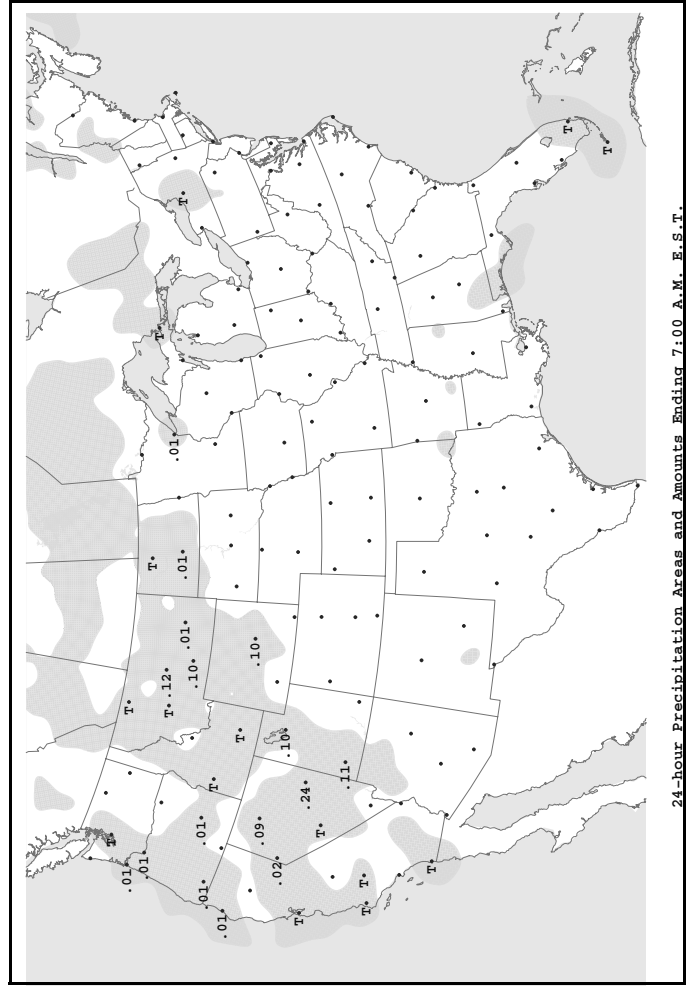 T
.01
T
.01
T
T
T
.12
.01
.01
T
.01
.10
.01
.01
T
.01
T
.10
.09
.02
.10
T
.24
T
.11
T
T
T
T
T
24-hour Precipitation Areas and Amounts Ending 7:00 A.M. E.S.T.